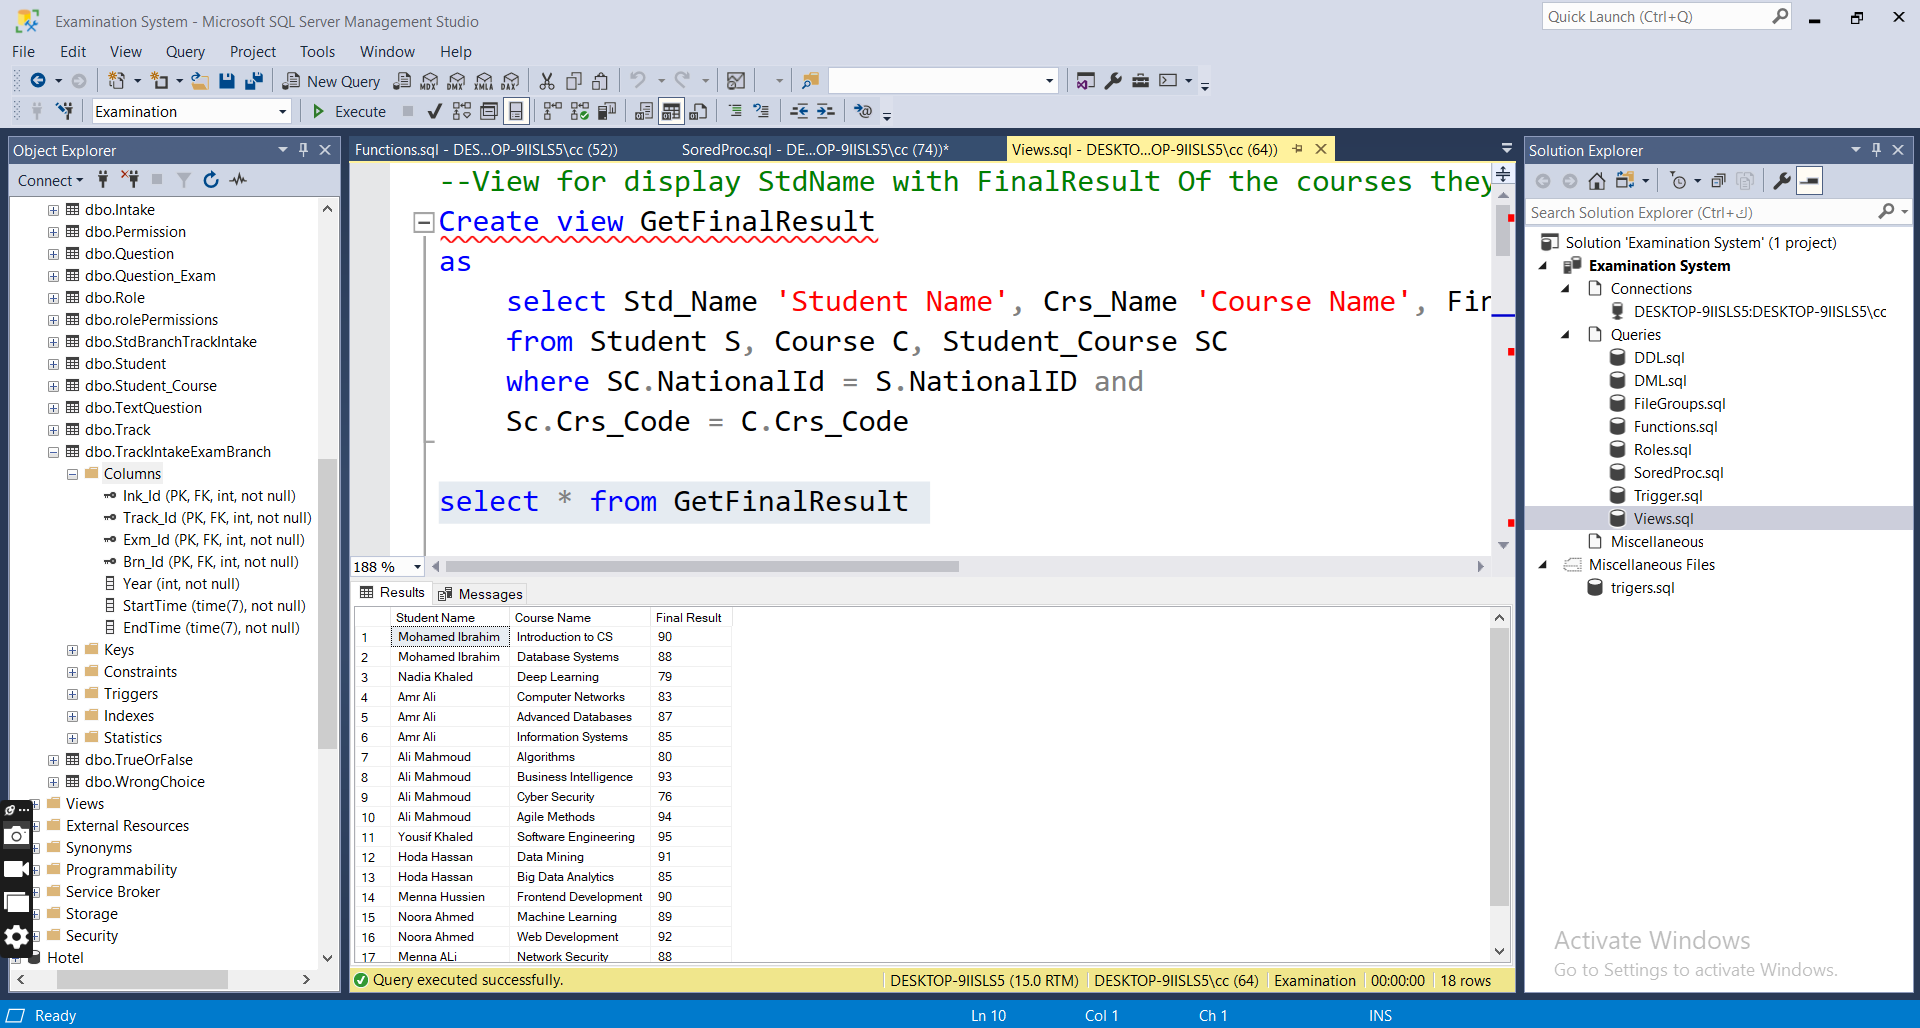 Examination System - Microsoft SQL Server Management Studio
Quick Launch (Ctrl+Q)
File Edit View Query Project Tools Window Help
New Query MDX DMX XMLA DAX
Examination Execute
Object Explorer
Connect
dbo.Intake
dbo.Permission
dbo.Question
dbo.Question_Exam
dbo.Role
dbo.rolePermissions
dbo.StdBranchTrackIntake
dbo.Student
dbo.Student_Course
dbo.TextQuestion
dbo.Track
dbo.TrackIntakeExamBranch
Columns
Ink_Id (PK, FK, int, not null)
Track_Id (PK, FK, int, not null)
Exm_Id (PK, FK, int, not null)
Brn_Id (PK, FK, int, not null)
Year (int, not null)
StartTime (time(7), not null)
EndTime (time(7), not null)
Keys
Constraints
Triggers
Indexes
Statistics
dbo.TrueOrFalse
dbo.WrongChoice
Views
External Resources
Synonyms
Programmability
Service Broker
Storage
Security
Hotel
Functions.sql - DES...OP-9IISLS5\cc (52))
SoredProc.sql - DE...OP-9IISLS5\cc (74))*
Views.sql - DESKTO...OP-9IISLS5\cc (64))
--View for display StdName with FinalResult Of the courses they
Create view GetFinalResult
as
select Std_Name 'Student Name', Crs_Name 'Course Name', Fin_
from Student S, Course C, Student_Course SC
where SC.NationalId = S.NationalID and
Sc.Crs_Code = C.Crs_Code
select * from GetFinalResult
188 %
Results Messages
Student Name Course Name Final Result
1 Mohamed Ibrahim Introduction to CS 90
2 Mohamed Ibrahim Database Systems 88
3 Nadia Khaled Deep Learning 79
4 Amr Ali Computer Networks 83
5 Amr Ali Advanced Databases 87
6 Amr Ali Information Systems 85
7 Ali Mahmoud Algorithms 80
8 Ali Mahmoud Business Intelligence 93
9 Ali Mahmoud Cyber Security 76
10 Ali Mahmoud Agile Methods 94
11 Yousif Khaled Software Engineering 95
12 Hoda Hassan Data Mining 91
13 Hoda Hassan Big Data Analytics 85
14 Menna Hussien Frontend Development 90
15 Noora Ahmed Machine Learning 89
16 Noora Ahmed Web Development 92
17 Menna ALi Network Security 88
Query executed successfully.
DESKTOP-9IISLS5 (15.0 RTM) DESKTOP-9IISLS5\cc (64) Examination 00:00:00 18 rows
Solution Explorer
Search Solution Explorer (Ctrl+ك)
Solution 'Examination System' (1 project)
Examination System
Connections
DESKTOP-9IISLS5:DESKTOP-9IISLS5\cc
Queries
DDL.sql
DML.sql
FileGroups.sql
Functions.sql
Roles.sql
SoredProc.sql
Trigger.sql
Views.sql
Miscellaneous
Miscellaneous Files
trigers.sql
Activate Windows
Go to Settings to activate Windows.
Ready Ln 10 Col 1 Ch 1 INS